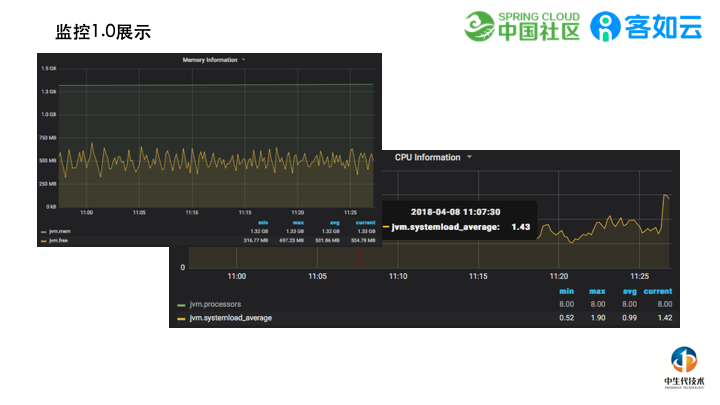 监控1.0展示
SPRING CLOUD
中国社区
客如云
Memory Information
1.5 GB
1.3 GB
1.0 GB
750 MB
500 MB
250 MB
0 kB
11:00 11:05 11:10 11:15 11:20 11:25
min max avg current
jvm.mem 1.32 GB 1.33 GB 1.32 GB 1.33 GB
jvm.free 316.77 MB 697.23 MB 501.86 MB 534.78 MB
CPU Information
2018-04-08 11:07:30
jvm.systemload_average: 1.43
0
11:00 11:05 11:10 11:15 11:20 11:25
min max avg current
jvm.processors 8.00 8.00 8.00 8.00
jvm.systemload_average 0.52 1.90 0.99 1.42
中生代技术
FRESHMAN TECHNOLOGY